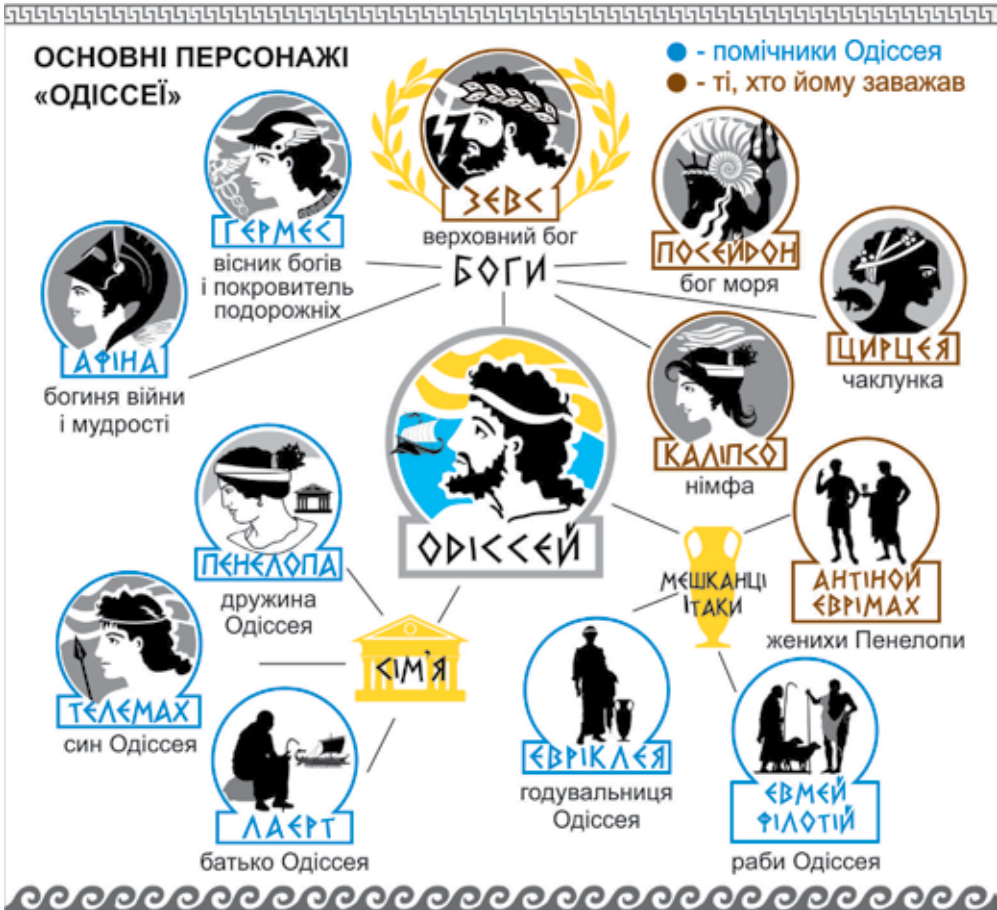 ОСНОВНІ ПЕРСОНАЖІ
«ОДІССЕЇ»
- помічники Одіссея
- ті, хто йому заважав
ЗЕВС
верховний бог
ГЕРМЕС
вісник богів
і покровитель
подорожніх
ПОСЕЙДОН
бог моря
БОГИ
АФІНА
богиня війни
і мудрості
ЦИРЦЕЯ
чаклунка
КАЛІПСО
німфа
ОДІССЕЙ
ПЕНЕЛОПА
дружина
Одіссея
МЕШКАНЦІ
ІТАКИ
АНТІНОЙ
ЄВРІМАХ
женихи Пенелопи
СІМ'Я
ТЕЛЕМАХ
син Одіссея
ЛАЕРТ
батько Одіссея
ЕВРІКЛЕЯ
годувальниця
Одіссея
ЕВМЕЙ
ФІЛОТІЙ
раби Одіссея